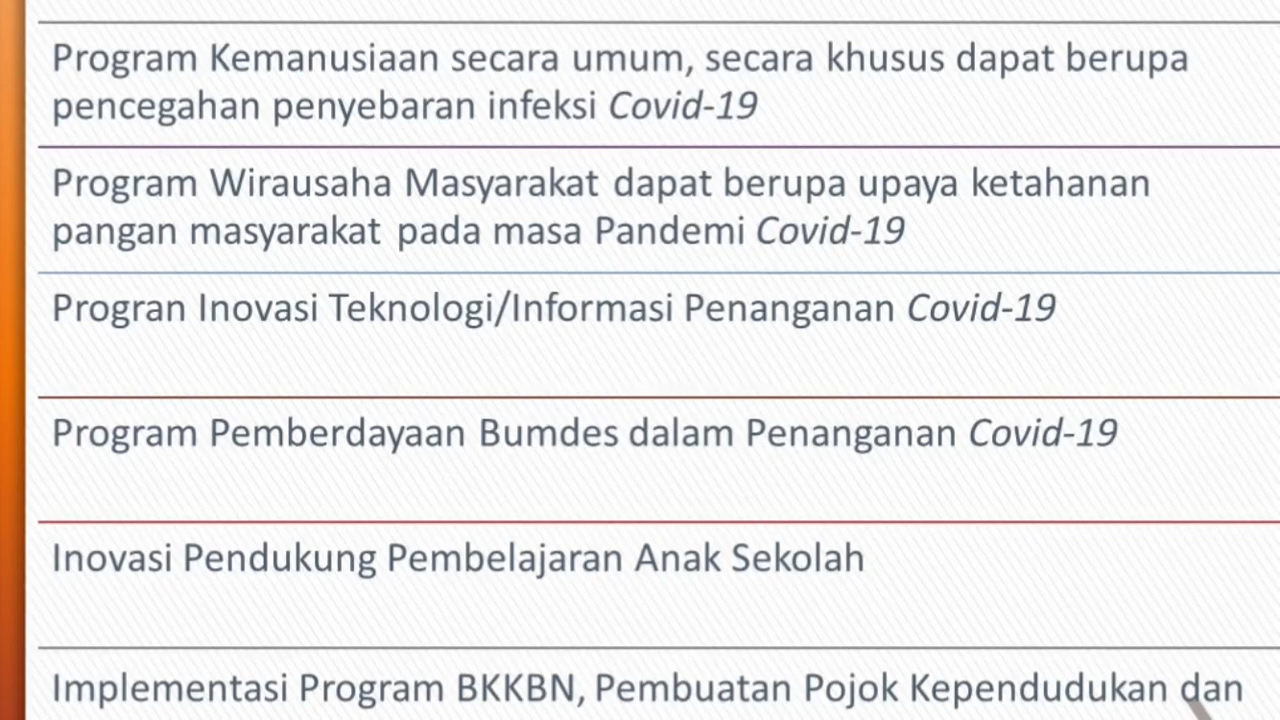 Program Kemanusiaan secara umum, secara khusus dapat berupa
pencegahan penyebaran infeksi Covid-19
Program Wirausaha Masyarakat dapat berupa upaya ketahanan
pangan masyarakat pada masa Pandemi Covid-19
Progran Inovasi Teknologi/Informasi Penanganan Covid-19
Program Pemberdayaan Bumdes dalam Penanganan Covid-19
Inovasi Pendukung Pembelajaran Anak Sekolah
Implementasi Program BKKBN, Pembuatan Pojok Kependudukan dan